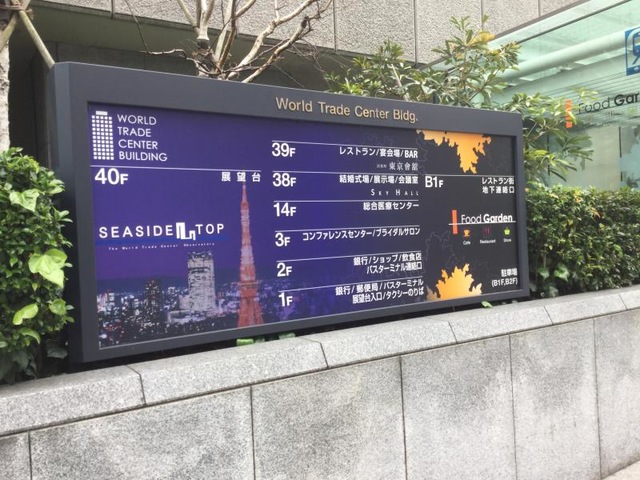 World Trade Center Bldg.
WORLD
TRADE
CENTER
BUILDING
40F 展望台
SEASIDE TOP
The World Trade Center Observatory
39F レストラン/宴会場/BAR
東京會舘
38F 結婚式場/展示場/会議室
SKY HALL
14F 総合医療センター
3F コンファレンスセンター/ブライダルサロン
2F 銀行/ショップ/飲食店
バスターミナル連絡口
1F 銀行/郵便局/バスターミナル
展望台入口/タクシーのりば
B1F レストラン街
地下連絡口
Food Garden
Cafe Restaurant Store
駐車場
(B1F,B2F)
Food Garden